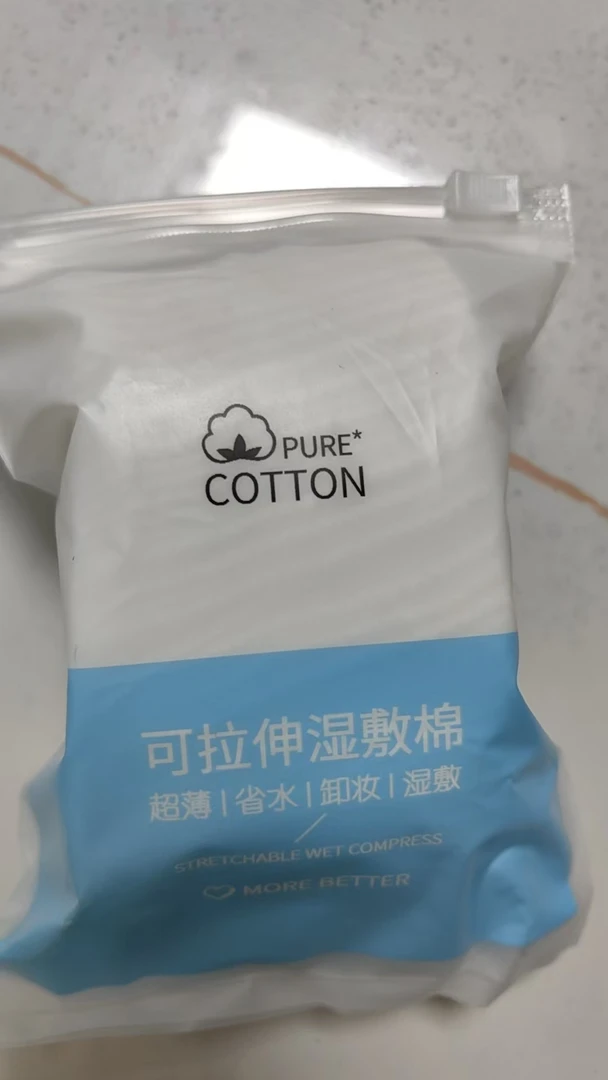 PURE*
COTTON
可拉伸湿敷棉
超薄 | 省水 | 卸妆 | 湿敷
STRETCHABLE WET COMPRESS
MORE BETTER